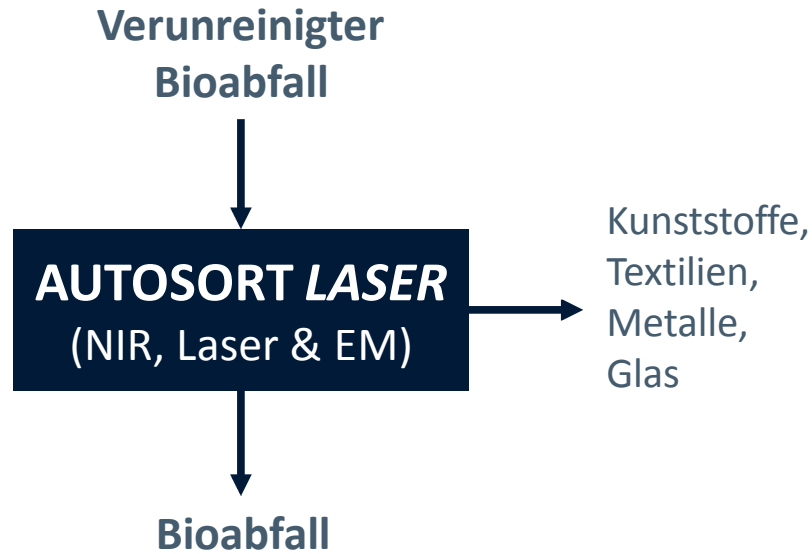 Verunreinigter
Bioabfall
AUTOSORT LASER
(NIR, Laser & EM)
Kunststoffe,
Textilien,
Metalle,
Glas
Bioabfall